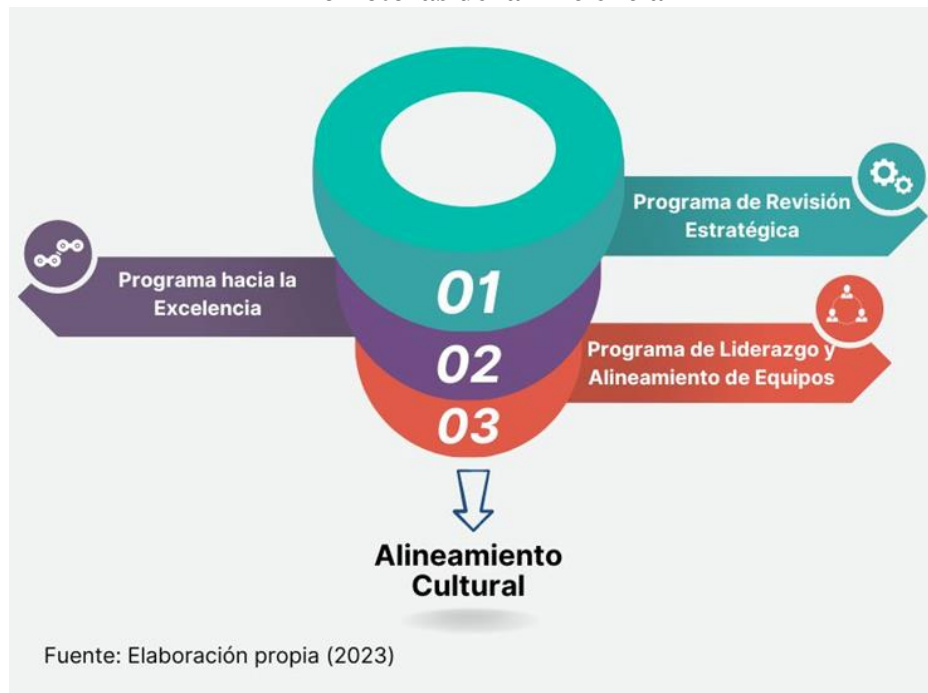 Programa de Revisión
Estratégica
Programa hacia la
Excelencia
01
Programa de Liderazgo y
Alineamiento de Equipos
02
03
Alineamiento
Cultural
Fuente: Elaboración propia (2023)